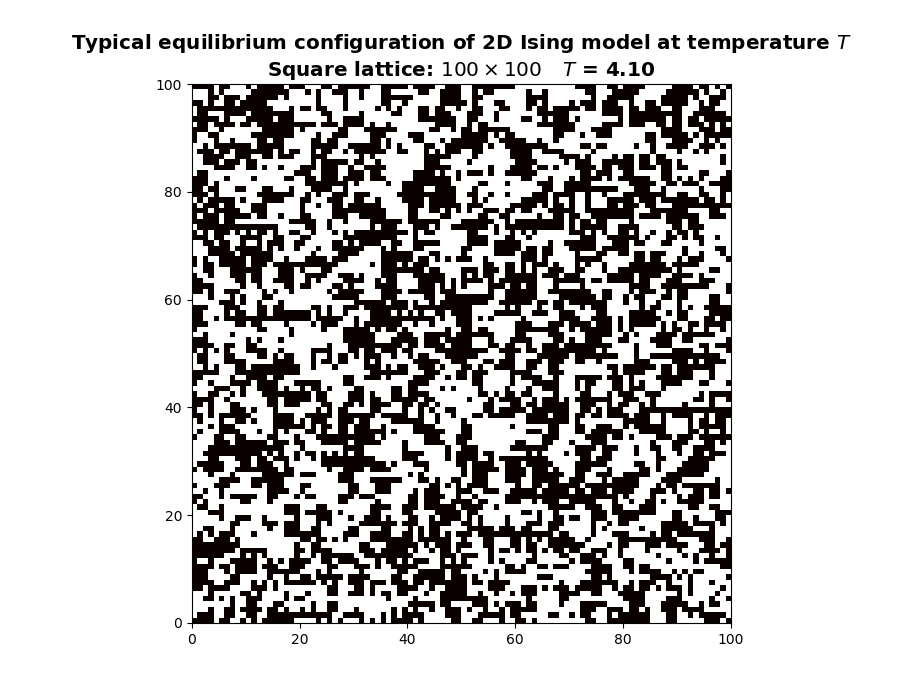 Typical equilibrium configuration of 2D Ising model at temperature T
Square lattice: 100 × 100 T = 4.10
100
80
60
40
20
0
0 20 40 60 80 100